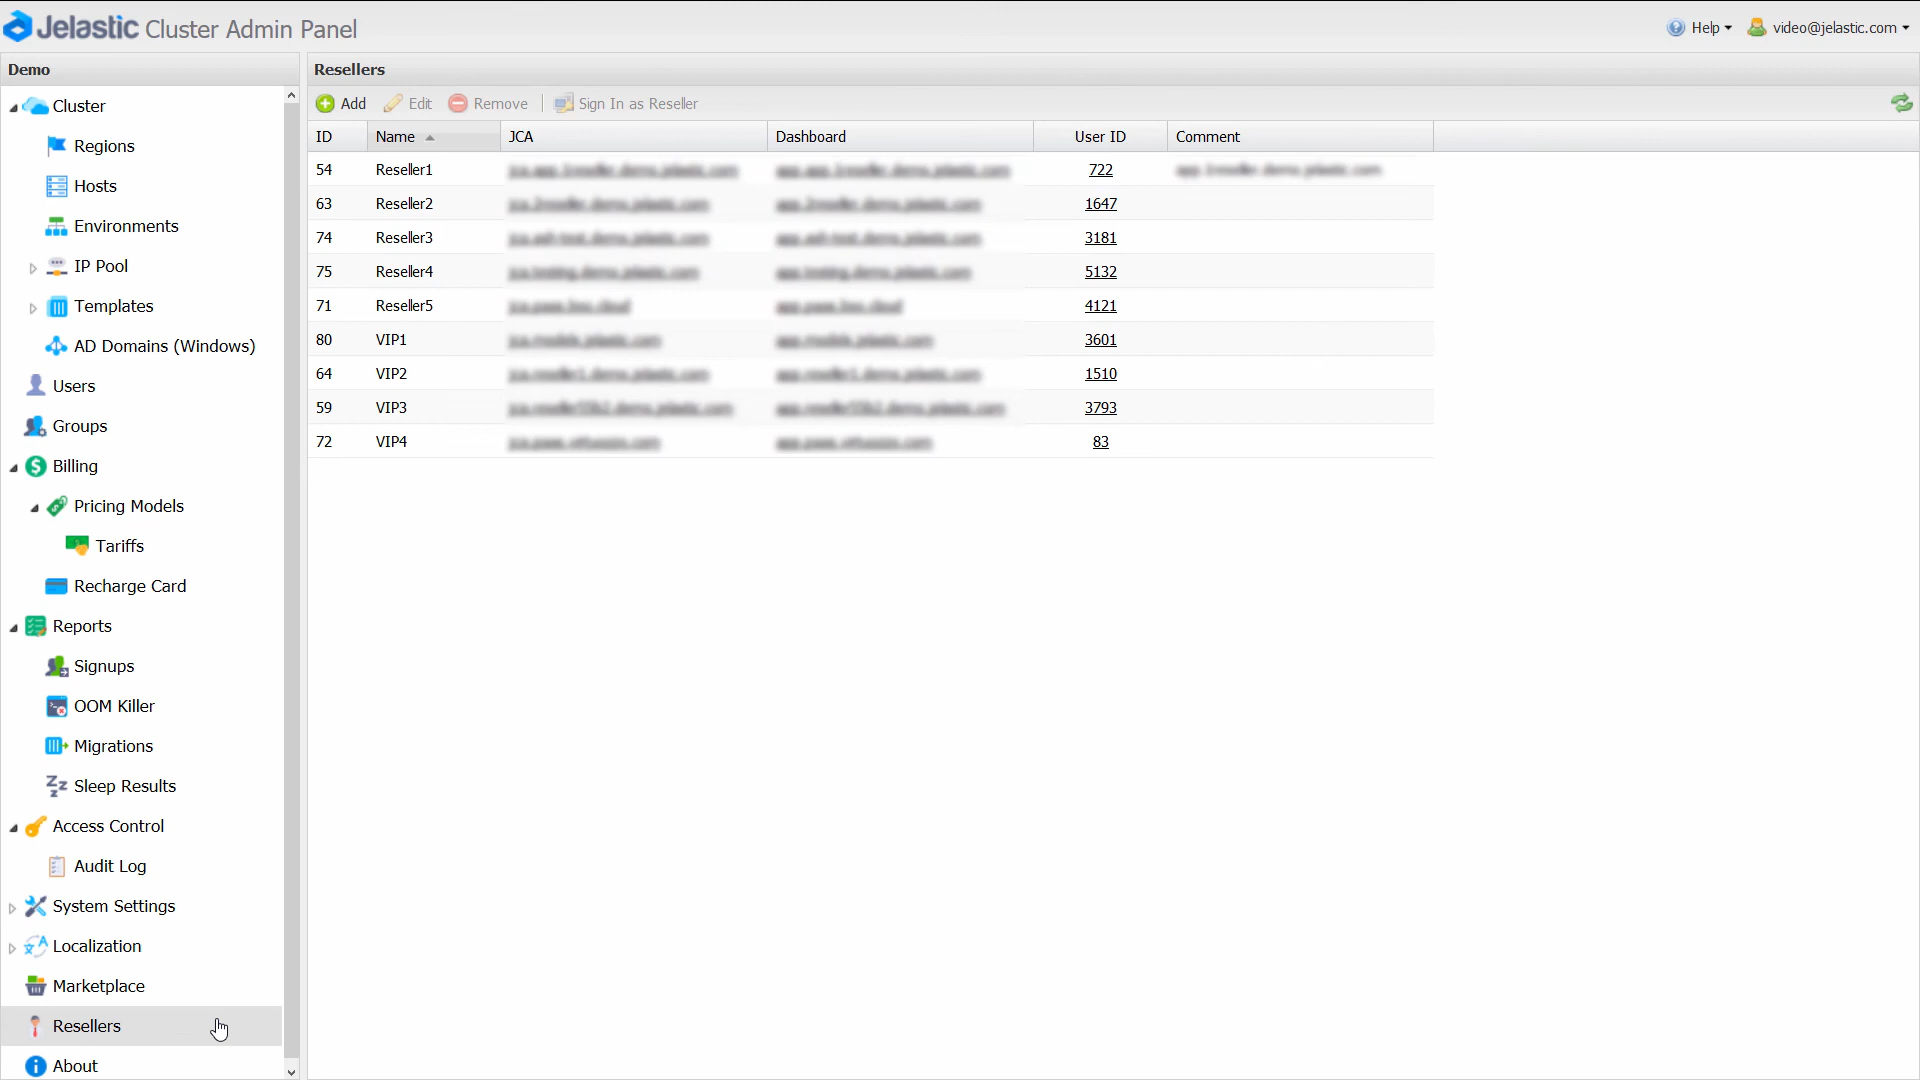 Jelastic Cluster Admin Panel
Help
video@jelastic.com
Demo
Cluster
Regions
Hosts
Environments
IP Pool
Templates
AD Domains (Windows)
Users
Groups
Billing
Pricing Models
Tariffs
Recharge Card
Reports
Signups
OOM Killer
Migrations
Sleep Results
Access Control
Audit Log
System Settings
Localization
Marketplace
Resellers
About
Resellers
Add Edit Remove Sign In as Reseller
ID Name JCA Dashboard User ID Comment
54 Reseller1 722
63 Reseller2 1647
74 Reseller3 3181
75 Reseller4 5132
71 Reseller5 4121
80 VIP1 3601
64 VIP2 1510
59 VIP3 3793
72 VIP4 83